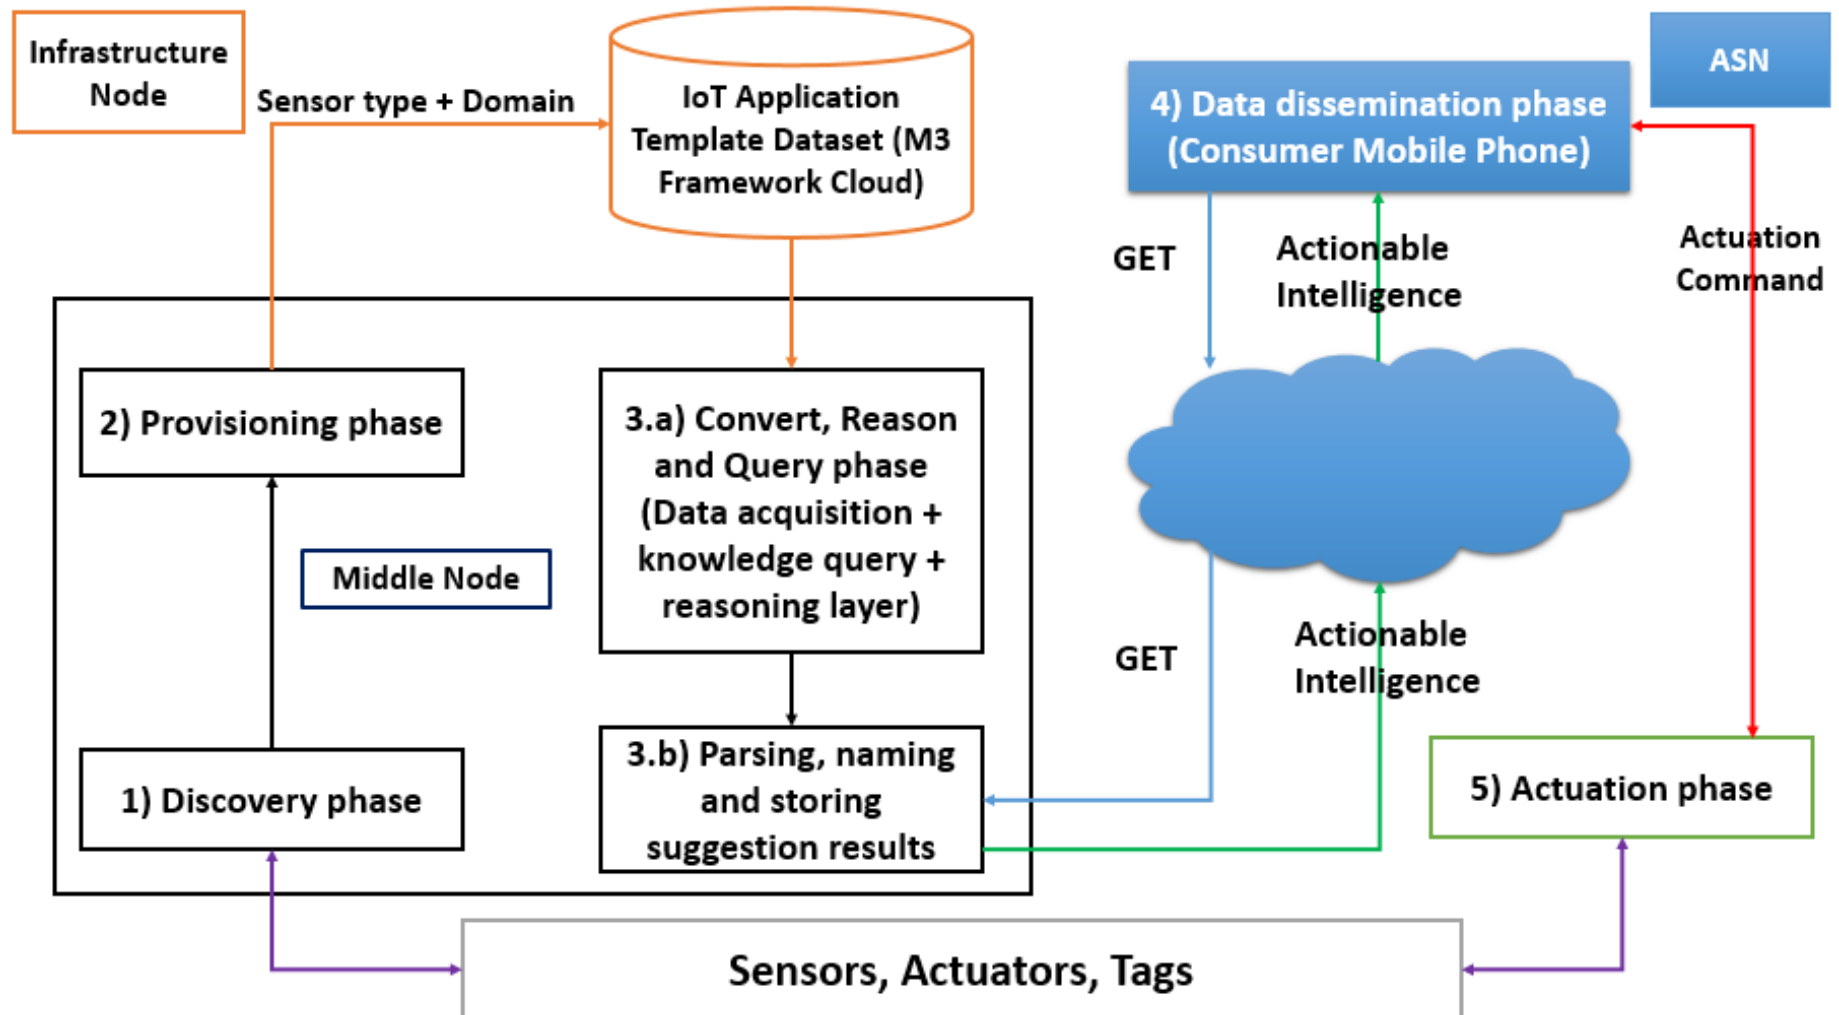 Infrastructure
Node
Sensor type + Domain
IoT Application
Template Dataset (M3
Framework Cloud)
4) Data dissemination phase
(Consumer Mobile Phone)
ASN
GET
Actionable
Intelligence
Actuation
Command
2) Provisioning phase
3.a) Convert, Reason
and Query phase
(Data acquisition +
knowledge query +
reasoning layer)
Middle Node
GET
Actionable
Intelligence
1) Discovery phase
3.b) Parsing, naming
and storing
suggestion results
5) Actuation phase
Sensors, Actuators, Tags